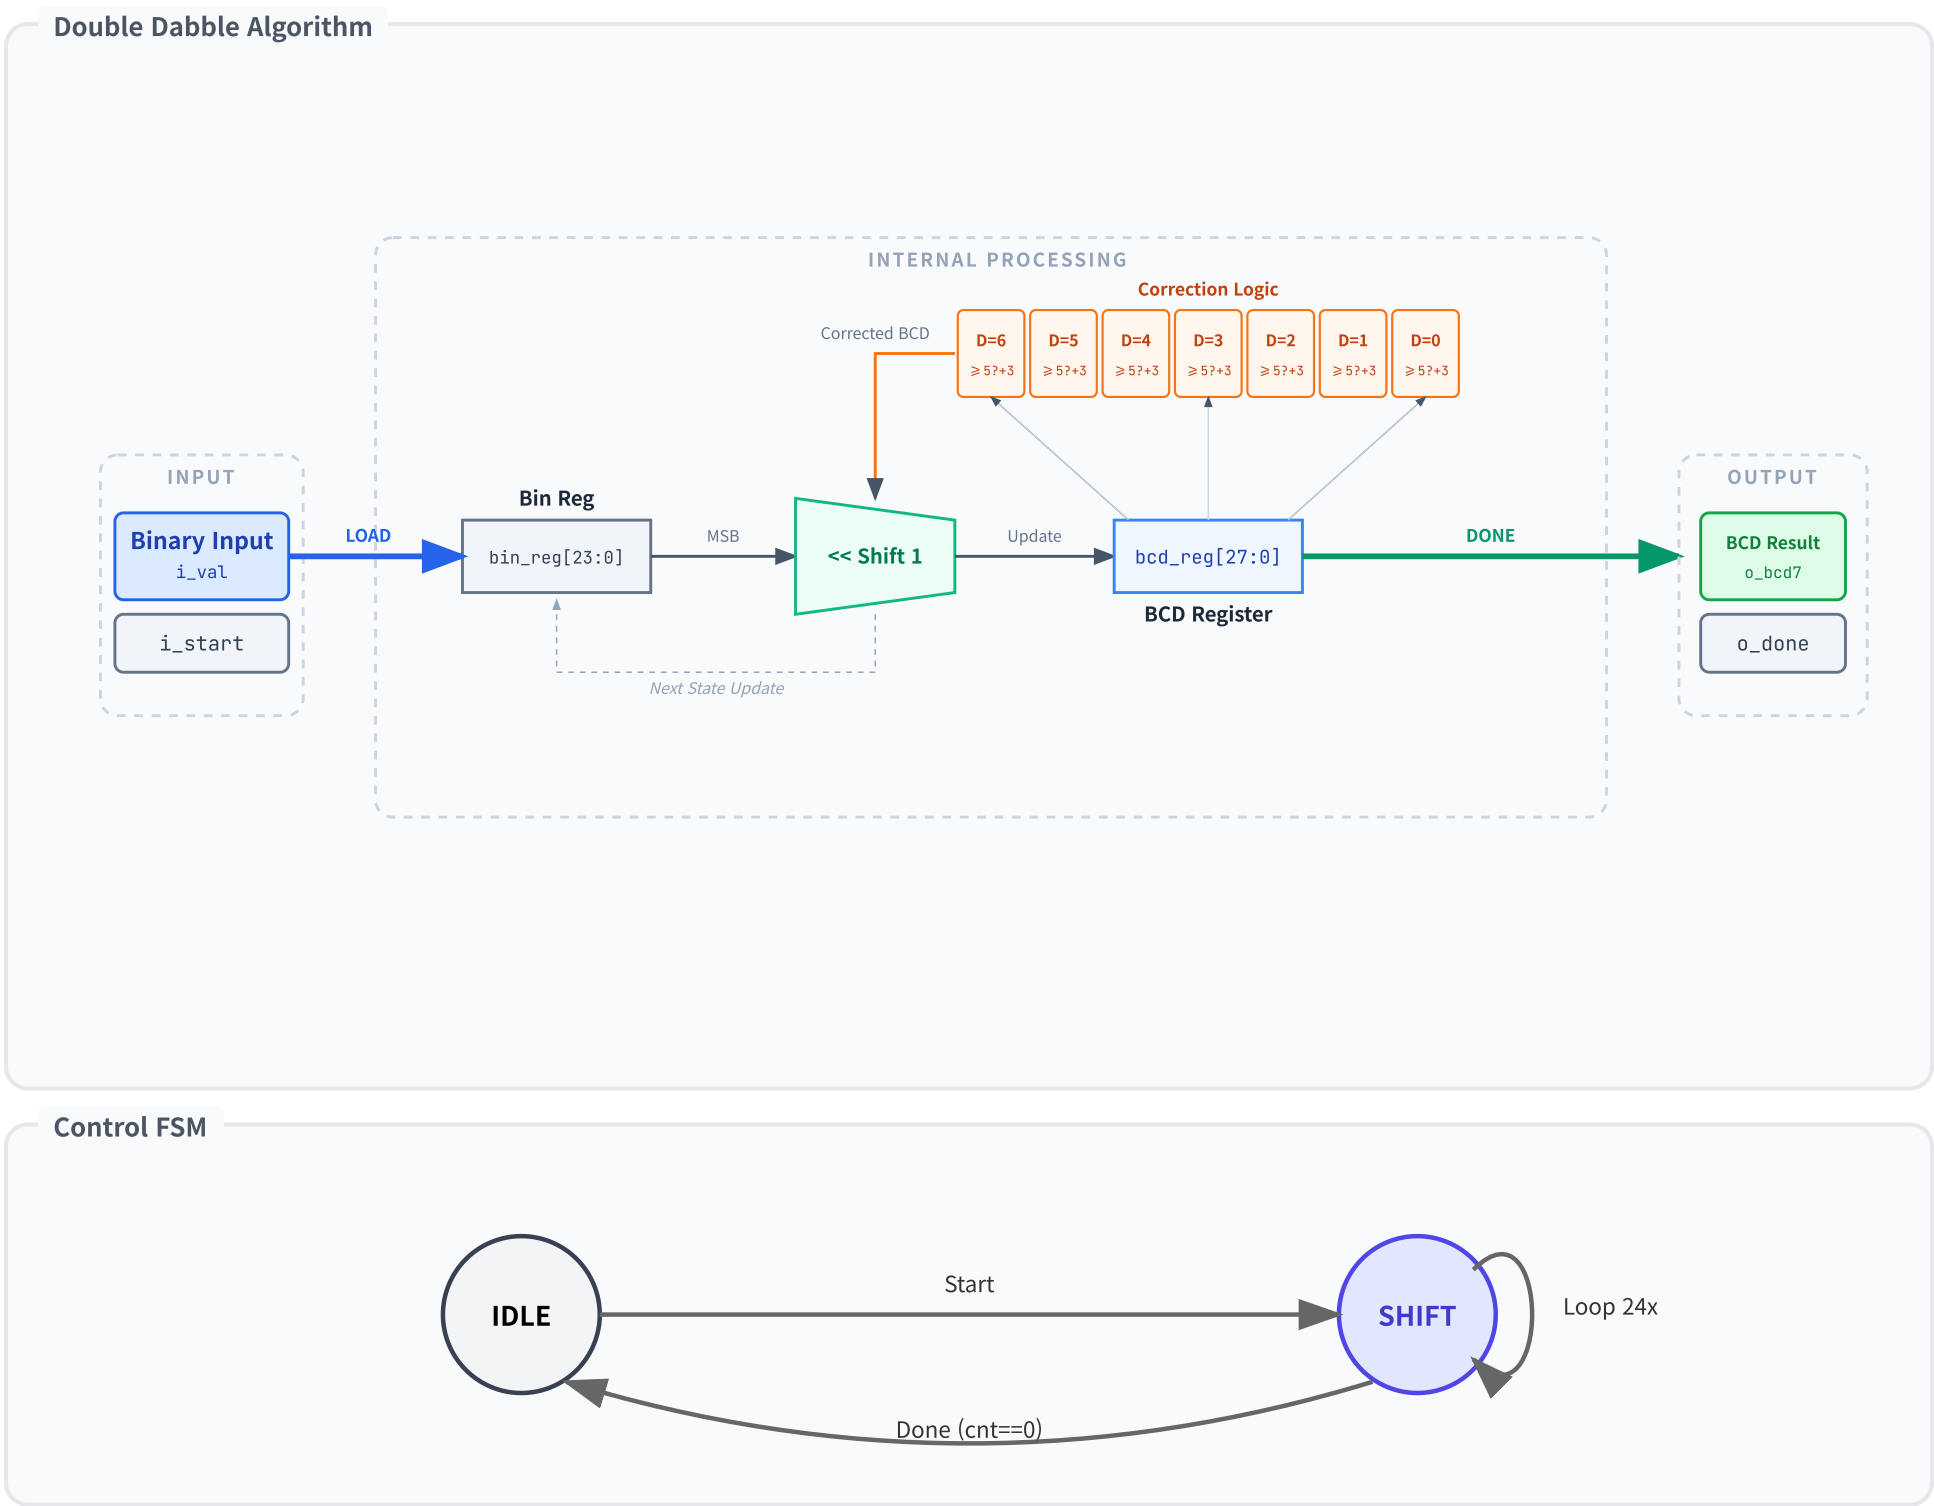 Double Dabble Algorithm
INTERNAL PROCESSING
Correction Logic
Corrected BCD
D=6
⩾5?+3
D=5
⩾5?+3
D=4
⩾5?+3
D=3
⩾5?+3
D=2
⩾5?+3
D=1
⩾5?+3
D=0
⩾5?+3
INPUT
Binary Input
i_val
i_start
LOAD
Bin Reg
bin_reg[23:0]
MSB
<< Shift 1
Update
bcd_reg[27:0]
BCD Register
Next State Update
DONE
OUTPUT
BCD Result
o_bcd7
o_done
Control FSM
IDLE
Start
SHIFT
Loop 24x
Done (cnt==0)